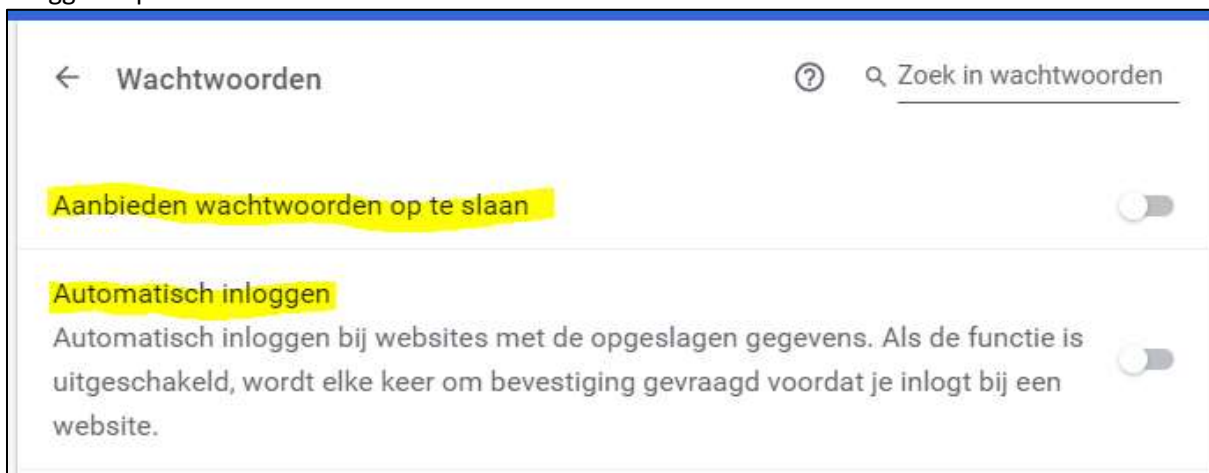 Wachtwoorden
Zoek in wachtwoorden
Aanbieden wachtwoorden op te slaan
Automatisch inloggen
Automatisch inloggen bij websites met de opgeslagen gegevens. Als de functie is
uitgeschakeld, wordt elke keer om bevestiging gevraagd voordat je inlogt bij een
website.